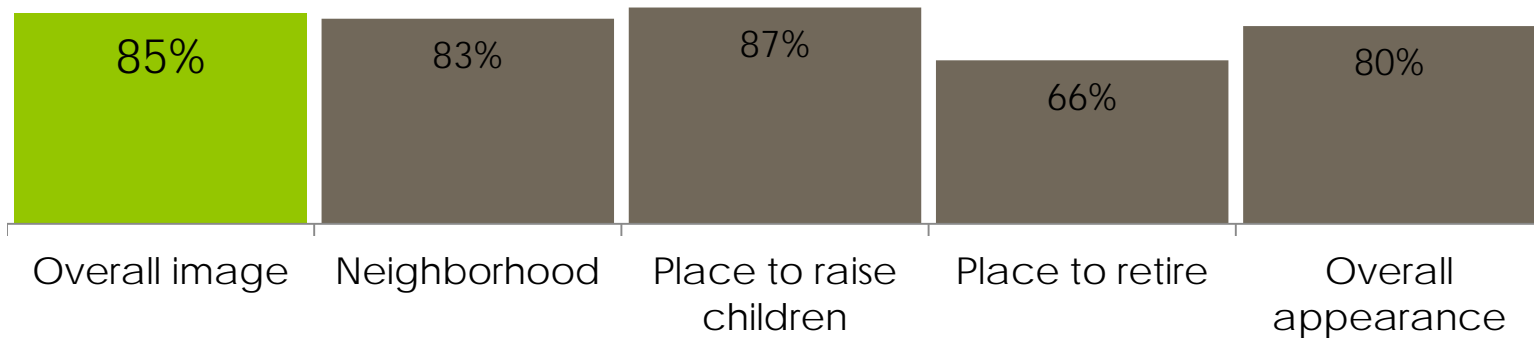 85%
83%
87%
66%
80%
Overall image
Neighborhood
Place to raise
children
Place to retire
Overall
appearance